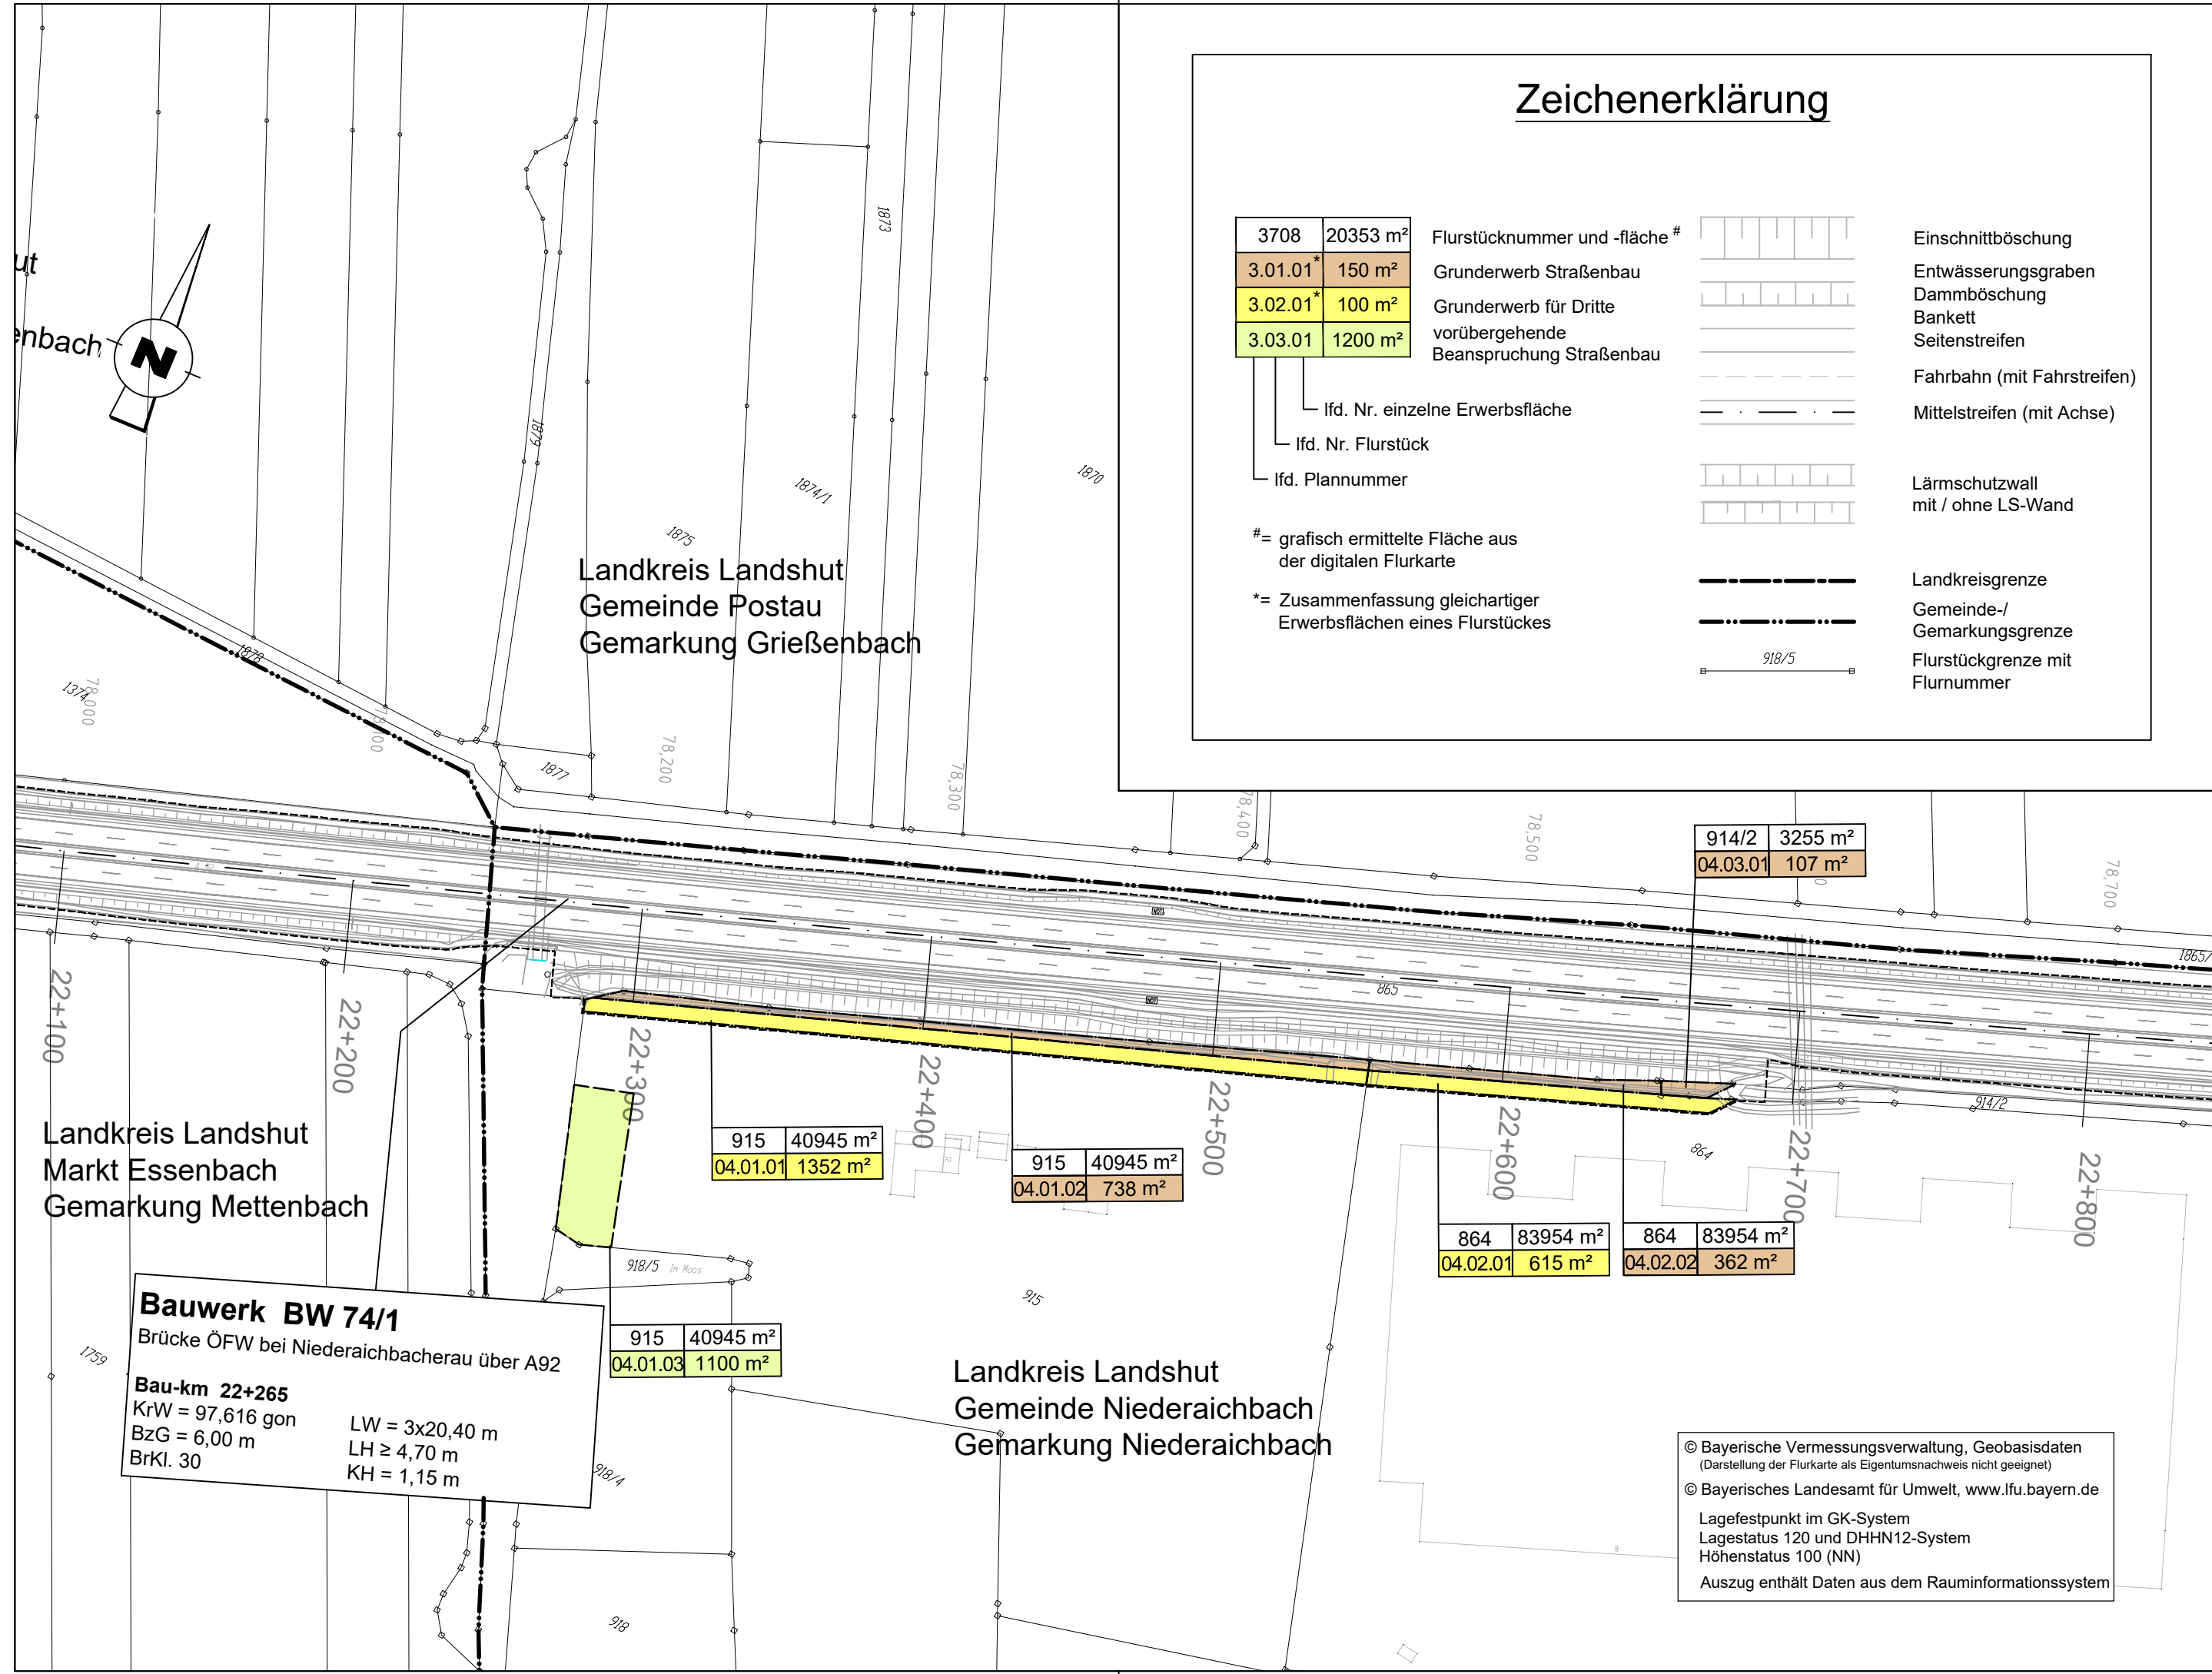 Zeichenerklärung
3708 20353 m² Flurstücknummer und -fläche #
3.01.01* 150 m² Grunderwerb Straßenbau
3.02.01* 100 m² Grunderwerb für Dritte
3.03.01 1200 m² vorübergehende
Beanspruchung Straßenbau
lfd. Nr. einzelne Erwerbsfläche
lfd. Nr. Flurstück
lfd. Plannummer
#= grafisch ermittelte Fläche aus
der digitalen Flurkarte
*= Zusammenfassung gleichartiger
Erwerbsflächen eines Flurstückes
Einschnittböschung
Entwässerungsgraben
Dammböschung
Bankett
Seitenstreifen
Fahrbahn (mit Fahrstreifen)
Mittelstreifen (mit Achse)
Lärmschutzwall
mit / ohne LS-Wand
Landkreisgrenze
Gemeinde-/
Gemarkungsgrenze
918/5
Flurstückgrenze mit
Flurnummer
ut
enbach
N
1873
1879
1874/1
1870
1875
Landkreis Landshut
Gemeinde Postau
Gemarkung Grießenbach
1878
1374
1877
78,000
78,100
78,200
78,300
78,400
78,500
78,700
914/2 3255 m²
04.03.01 107 m²
865
1865/
914/2
864
22+100
22+200
22+300
22+400
22+500
22+600
22+700
22+800
Landkreis Landshut
Markt Essenbach
Gemarkung Mettenbach
915 40945 m²
04.01.01 1352 m²
915 40945 m²
04.01.02 738 m²
864 83954 m²
04.02.01 615 m²
864 83954 m²
04.02.02 362 m²
918/5 Im Moos
915
915 40945 m²
04.01.03 1100 m²
1759
Bauwerk BW 74/1
Brücke ÖFW bei Niederaichbacherau über A92
Bau-km 22+265
KrW = 97,616 gon
BzG = 6,00 m
BrKl. 30
LW = 3x20,40 m
LH ≥ 4,70 m
KH = 1,15 m
918/4
918
Landkreis Landshut
Gemeinde Niederaichbach
Gemarkung Niederaichbach
© Bayerische Vermessungsverwaltung, Geobasisdaten
(Darstellung der Flurkarte als Eigentumsnachweis nicht geeignet)
© Bayerisches Landesamt für Umwelt, www.lfu.bayern.de
Lagefestpunkt im GK-System
Lagestatus 120 und DHHN12-System
Höhenstatus 100 (NN)
Auszug enthält Daten aus dem Rauminformationssystem